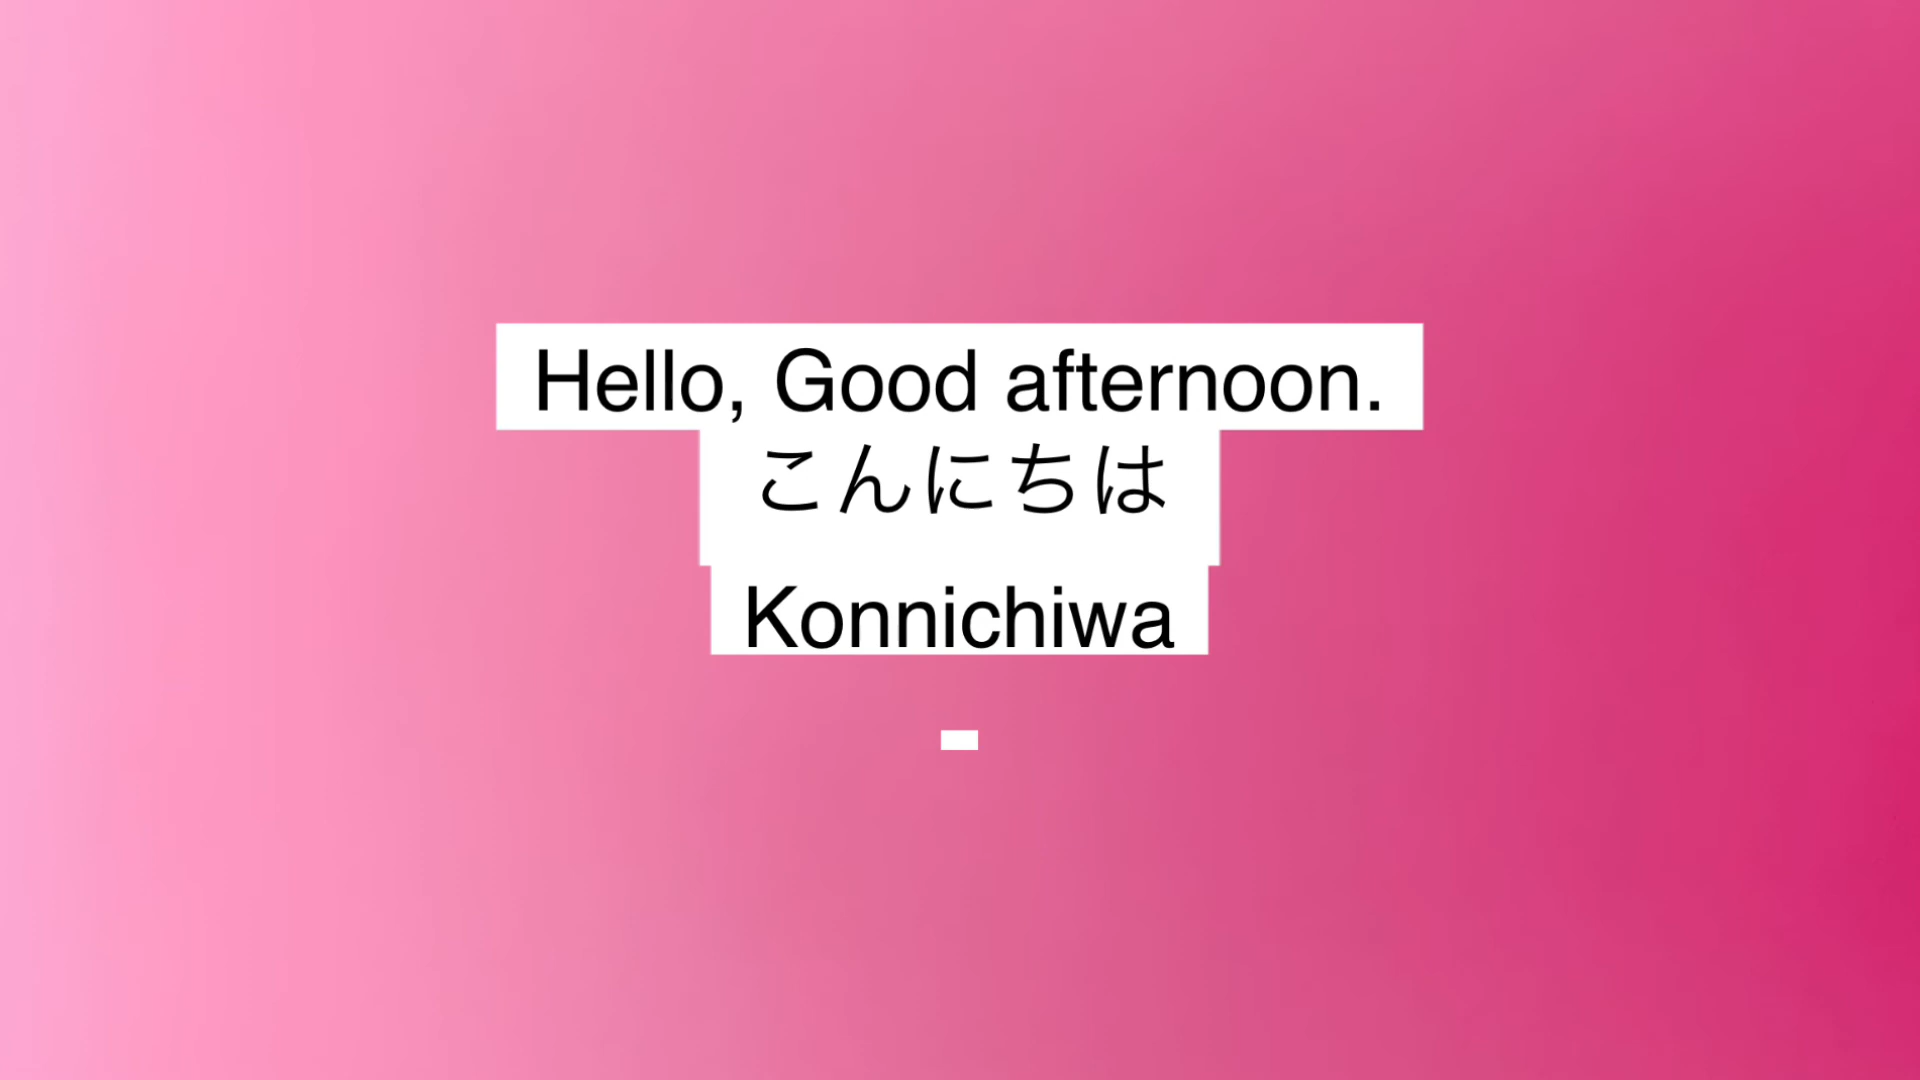 Hello, Good afternoon.
こんにちは
Konnichiwa